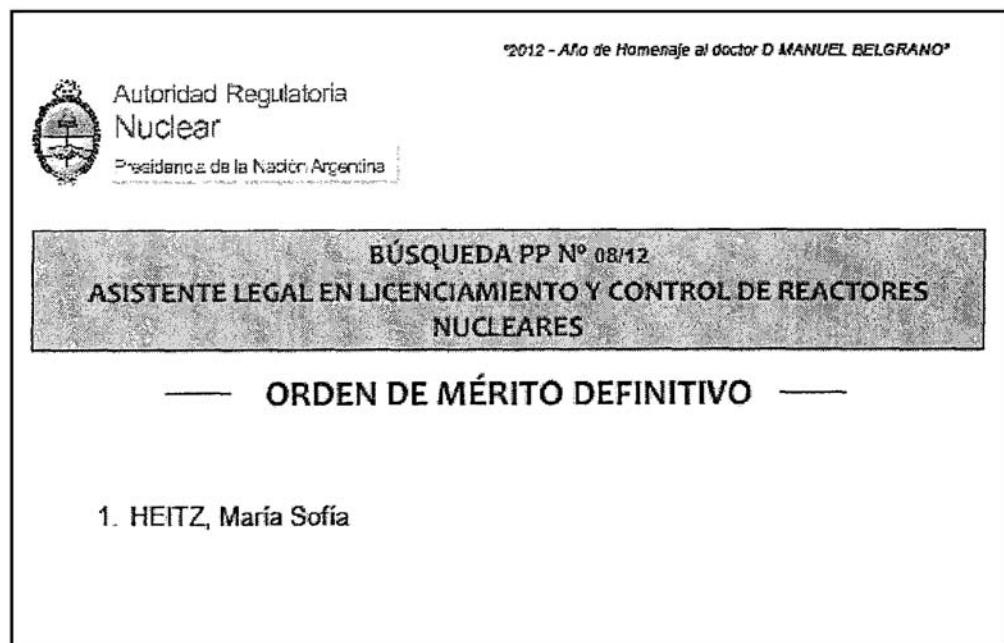 "2012 - Año de Homenaje al doctor D MANUEL BELGRANO"
Autoridad Regulatoria
Nuclear
Presidencia de la Nación Argentina
BÚSQUEDA PP Nº 08/12
ASISTENTE LEGAL EN LICENCIAMIENTO Y CONTROL DE REACTORES
NUCLEARES
ORDEN DE MÉRITO DEFINITIVO
1. HEITZ, María Sofía